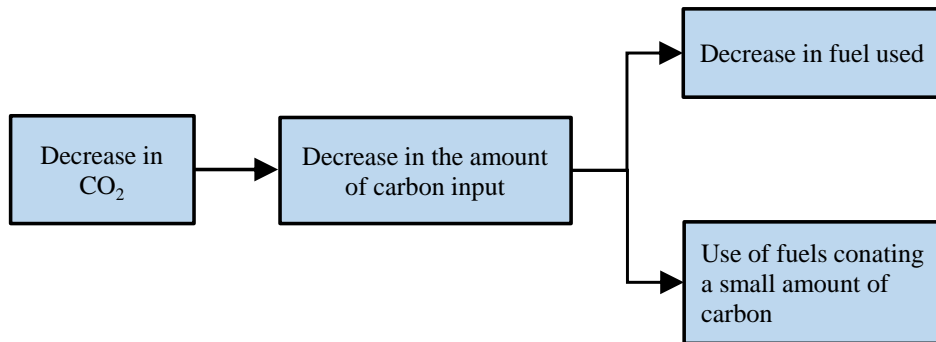 Decrease in
CO₂
Decrease in the amount
of carbon input
Decrease in fuel used
Use of fuels conating
a small amount of
carbon